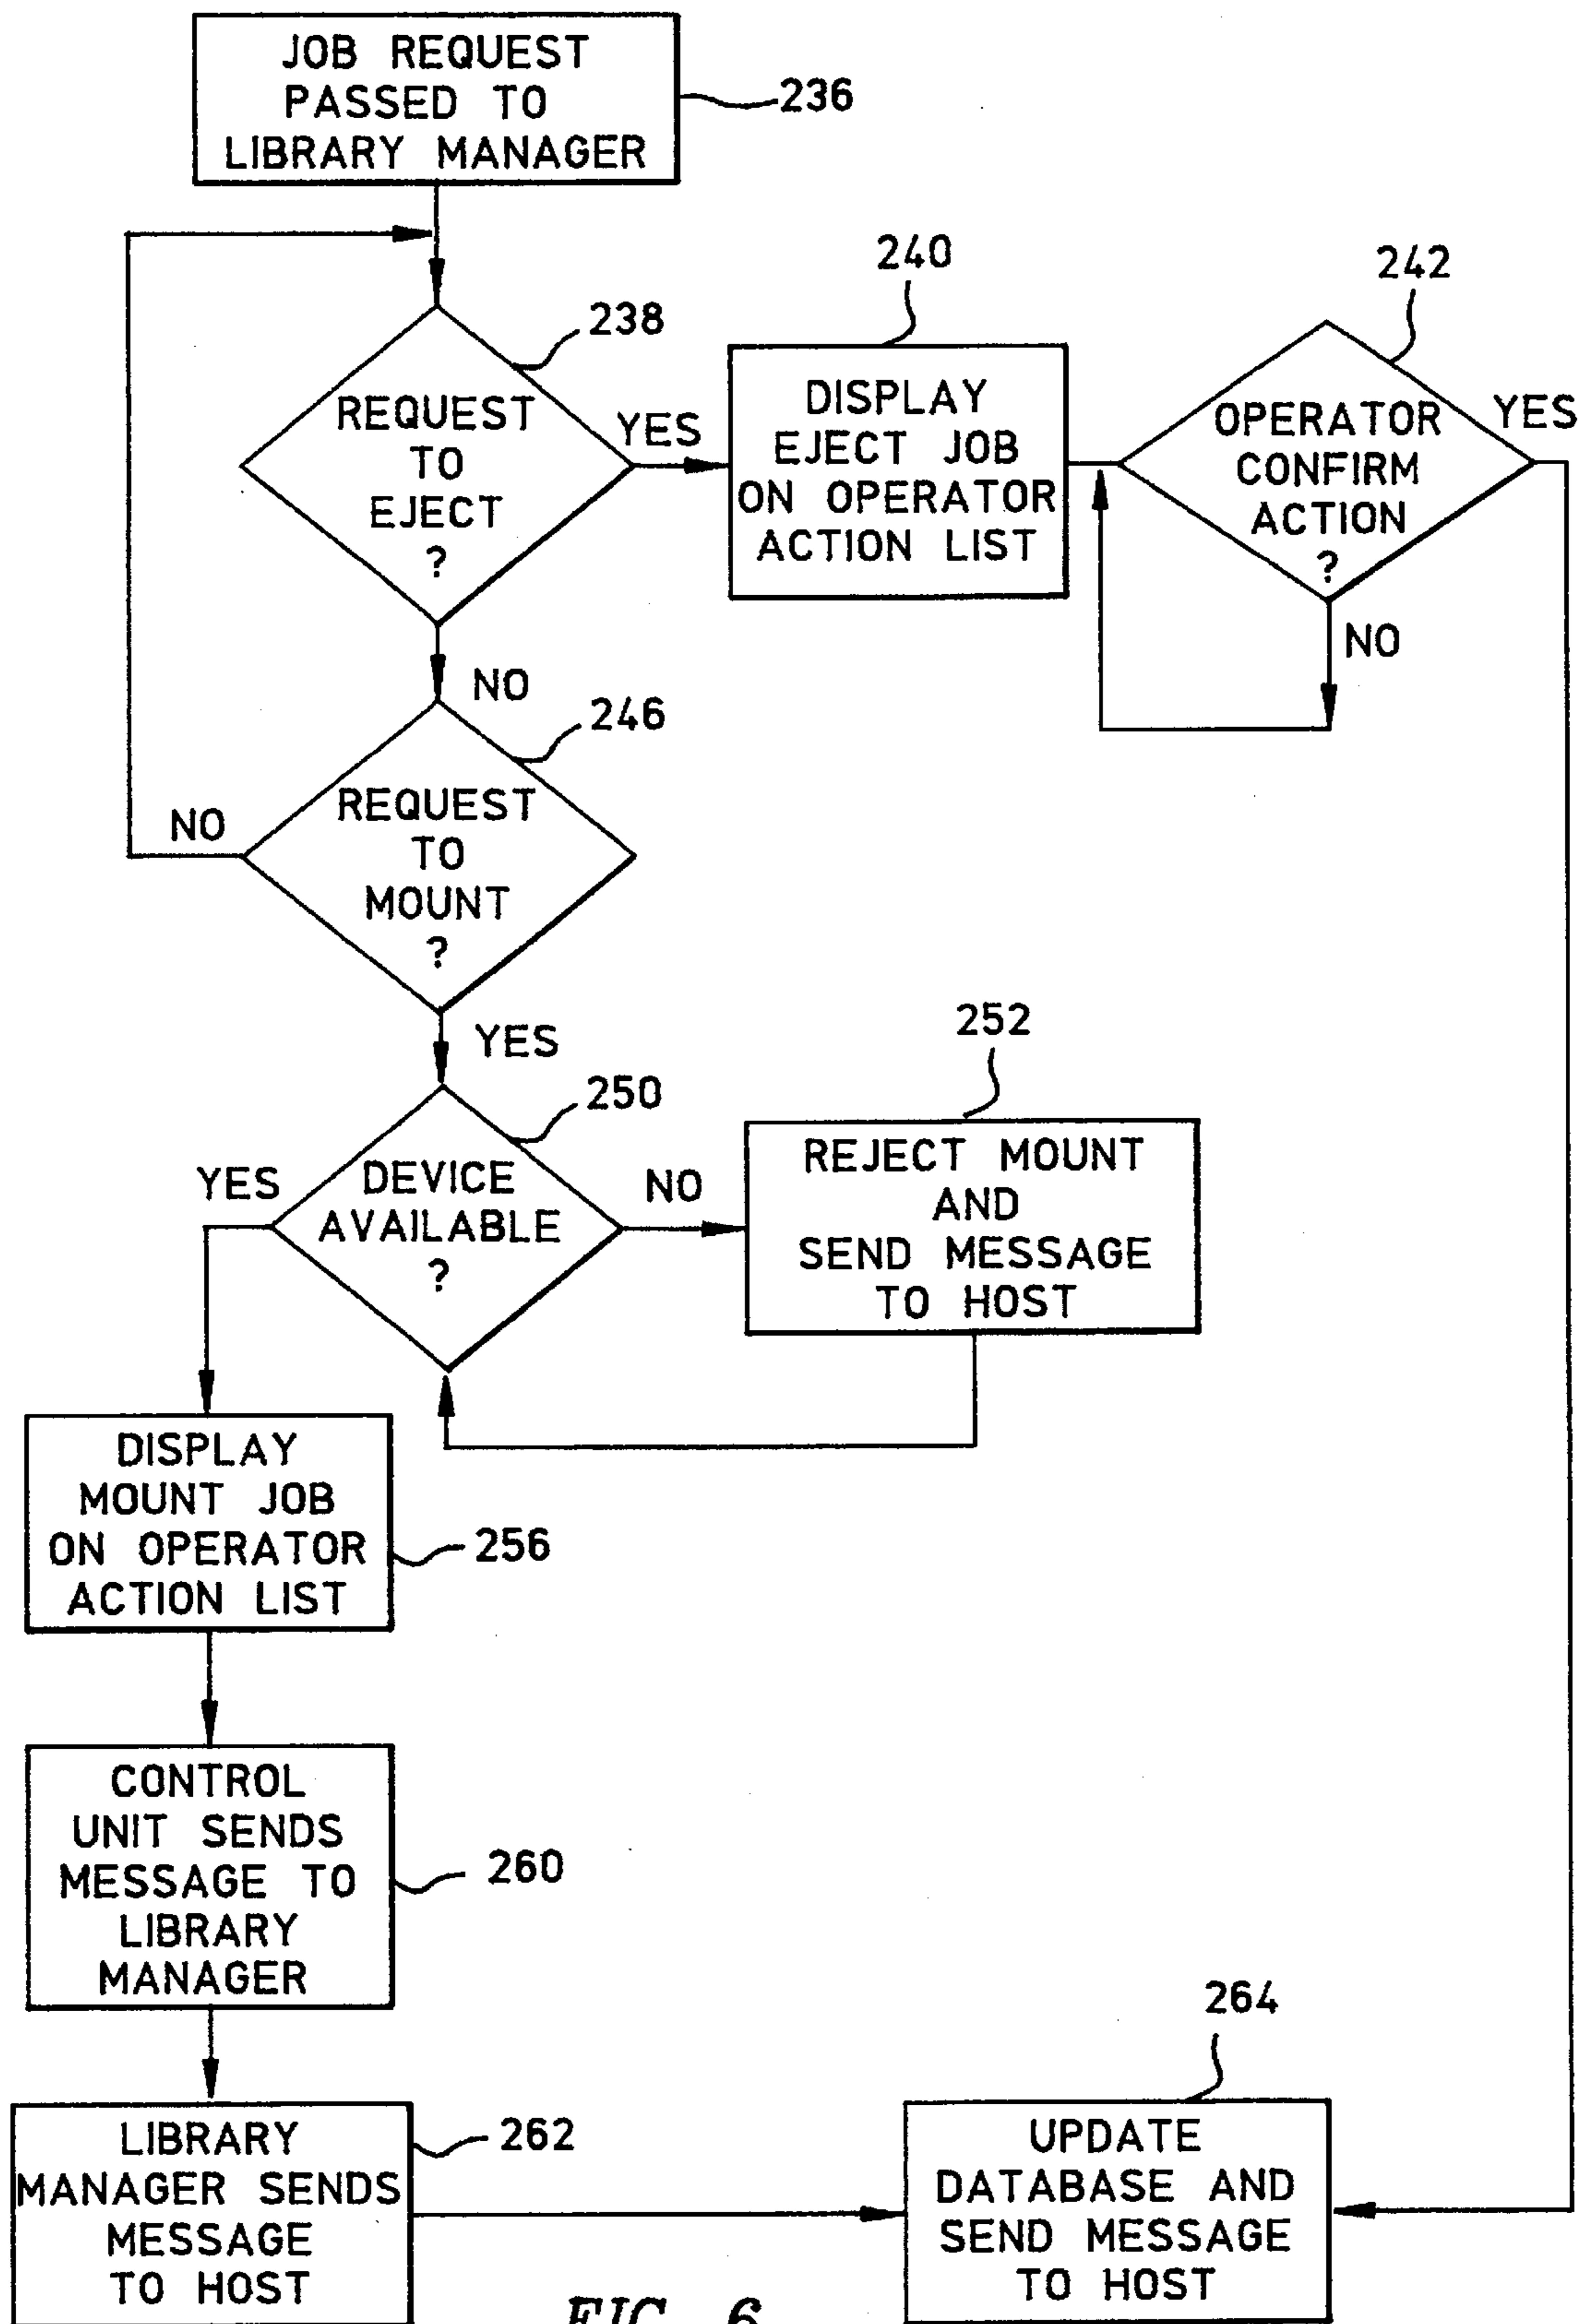 JOB REQUEST
PASSED TO
LIBRARY MANAGER
236
238
REQUEST
TO
EJECT
?
YES
240
DISPLAY
EJECT JOB
ON OPERATOR
ACTION LIST
242
OPERATOR
CONFIRM
ACTION
?
YES
NO
NO
246
REQUEST
TO
MOUNT
?
NO
YES
250
DEVICE
AVAILABLE
?
YES
NO
252
REJECT MOUNT
AND
SEND MESSAGE
TO HOST
DISPLAY
MOUNT JOB
ON OPERATOR
ACTION LIST
256
CONTROL
UNIT SENDS
MESSAGE TO
LIBRARY
MANAGER
260
LIBRARY
MANAGER SENDS
MESSAGE
TO HOST
262
264
UPDATE
DATABASE AND
SEND MESSAGE
TO HOST
FIG. 6